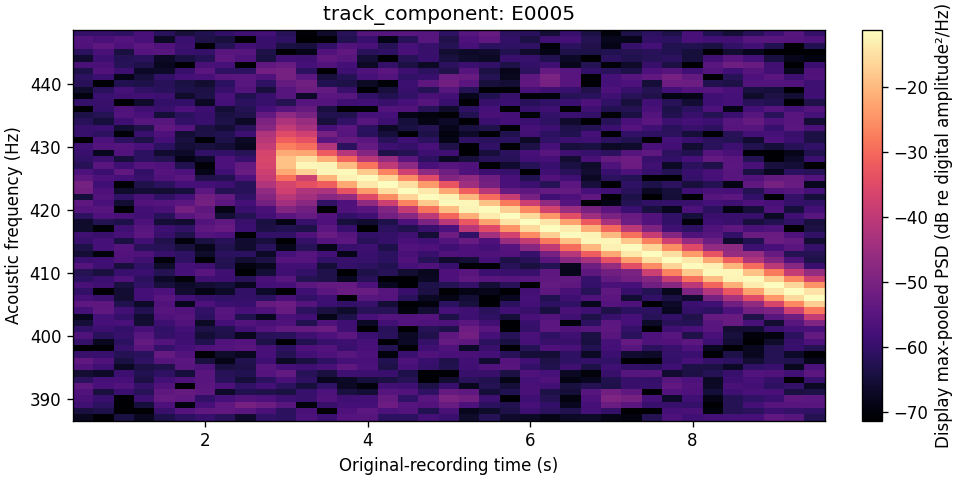 track_component: E0005
440
430
420
410
400
390
Acoustic frequency (Hz)
2 4 6 8
Original-recording time (s)
−20
−30
−40
−50
−60
−70
Display max-pooled PSD (dB re digital amplitude²/Hz)